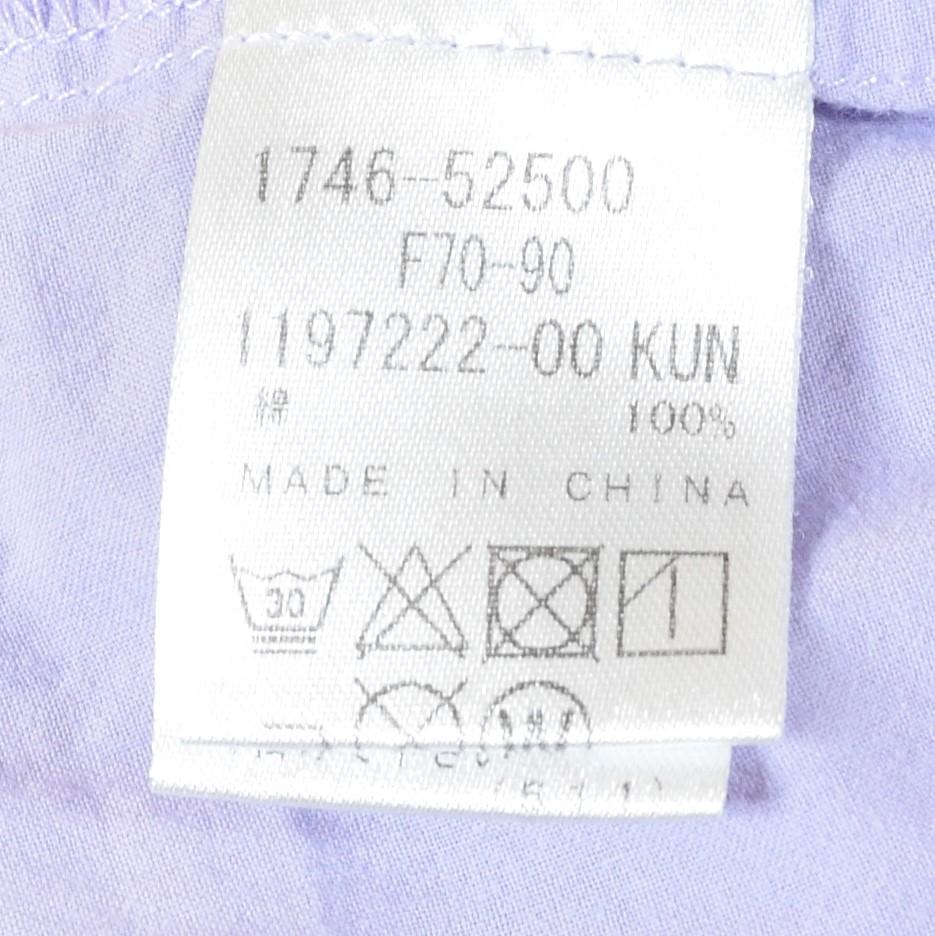 1746-52500
F70-90
1197222-00 KUN
綿 100%
MADE IN CHINA
30